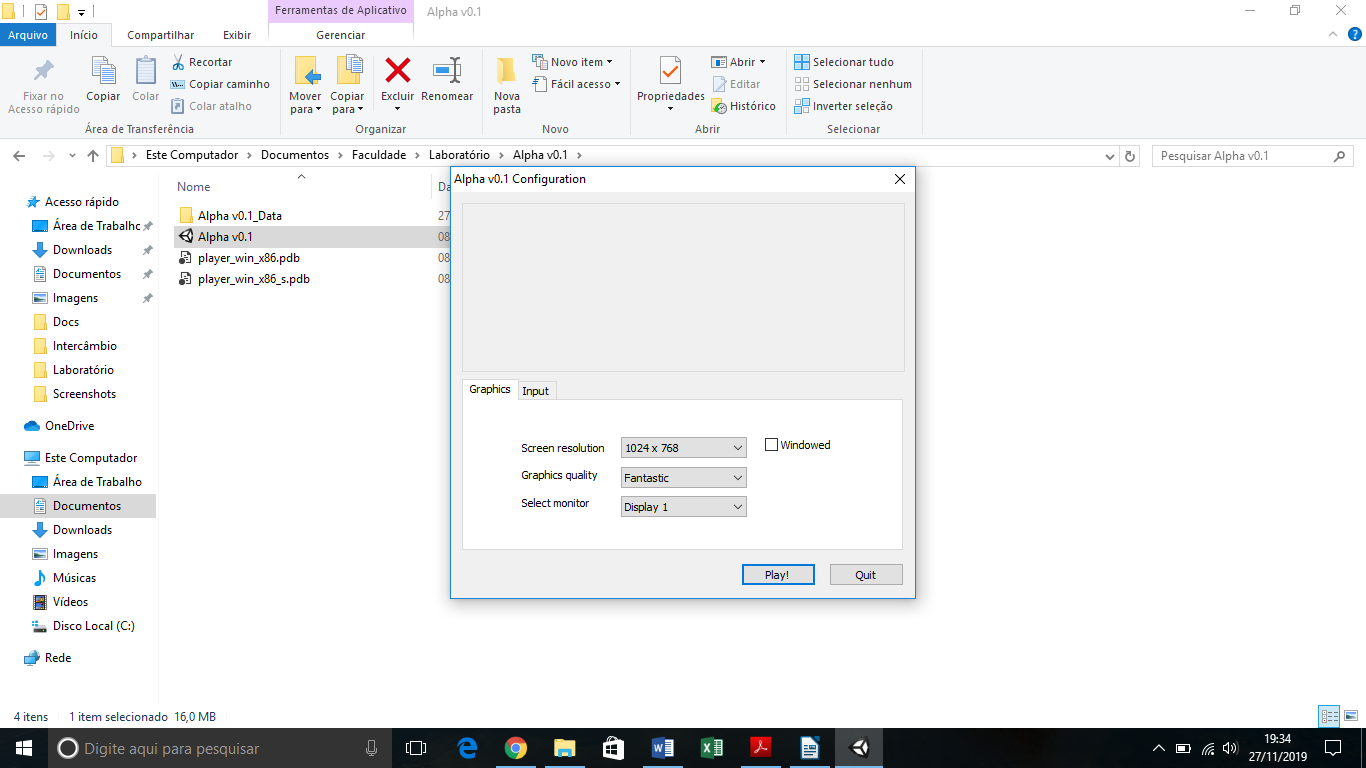 Ferramentas de Aplicativo
Alpha v0.1
Arquivo
Início
Compartilhar
Exibir
Gerenciar
Fixar no
Acesso rápido
Copiar
Colar
Recortar
Copiar caminho
Colar atalho
Área de Transferência
Mover
para
Copiar
para
Excluir
Renomear
Organizar
Nova
pasta
Novo item
Fácil acesso
Novo
Propriedades
Abrir
Editar
Histórico
Abrir
Selecionar tudo
Selecionar nenhum
Inverter seleção
Selecionar
Este Computador
Documentos
Faculdade
Laboratório
Alpha v0.1
Pesquisar Alpha v0.1
Acesso rápido
Área de Trabalho
Downloads
Documentos
Imagens
Docs
Intercâmbio
Laboratório
Screenshots
OneDrive
Este Computador
Área de Trabalho
Documentos
Downloads
Imagens
Músicas
Vídeos
Disco Local (C:)
Rede
Nome
Da
Alpha v0.1_Data
27
Alpha v0.1
08
player_win_x86.pdb
08
player_win_x86_s.pdb
08
Alpha v0.1 Configuration
Graphics
Input
Screen resolution
1024 x 768
Windowed
Graphics quality
Fantastic
Select monitor
Display 1
Play!
Quit
4 itens
1 item selecionado 16,0 MB
Digite aqui para pesquisar
19:34
27/11/2019